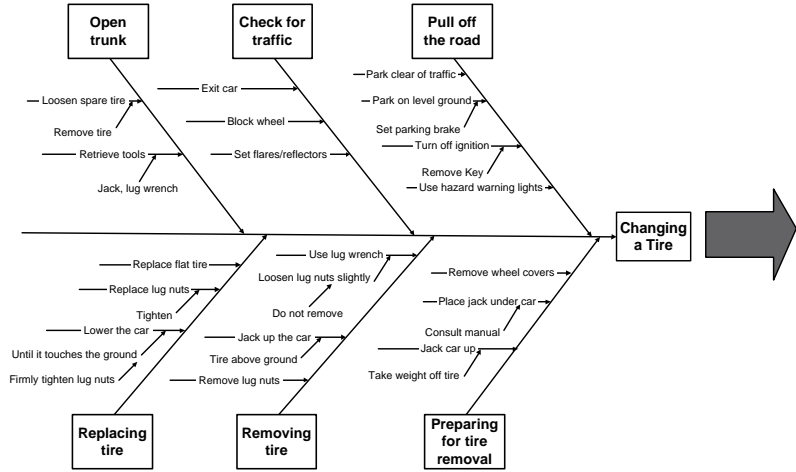 Open
trunk
Check for
traffic
Pull off
the road
Loosen spare tire
Remove tire
Retrieve tools
Jack, lug wrench
Exit car
Block wheel
Set flares/reflectors
Park clear of traffic
Park on level ground
Set parking brake
Turn off ignition
Remove Key
Use hazard warning lights
Changing
a Tire
Replace flat tire
Replace lug nuts
Tighten
Lower the car
Until it touches the ground
Firmly tighten lug nuts
Use lug wrench
Loosen lug nuts slightly
Do not remove
Jack up the car
Tire above ground
Remove lug nuts
Remove wheel covers
Place jack under car
Consult manual
Jack car up
Take weight off tire
Replacing
tire
Removing
tire
Preparing
for tire
removal